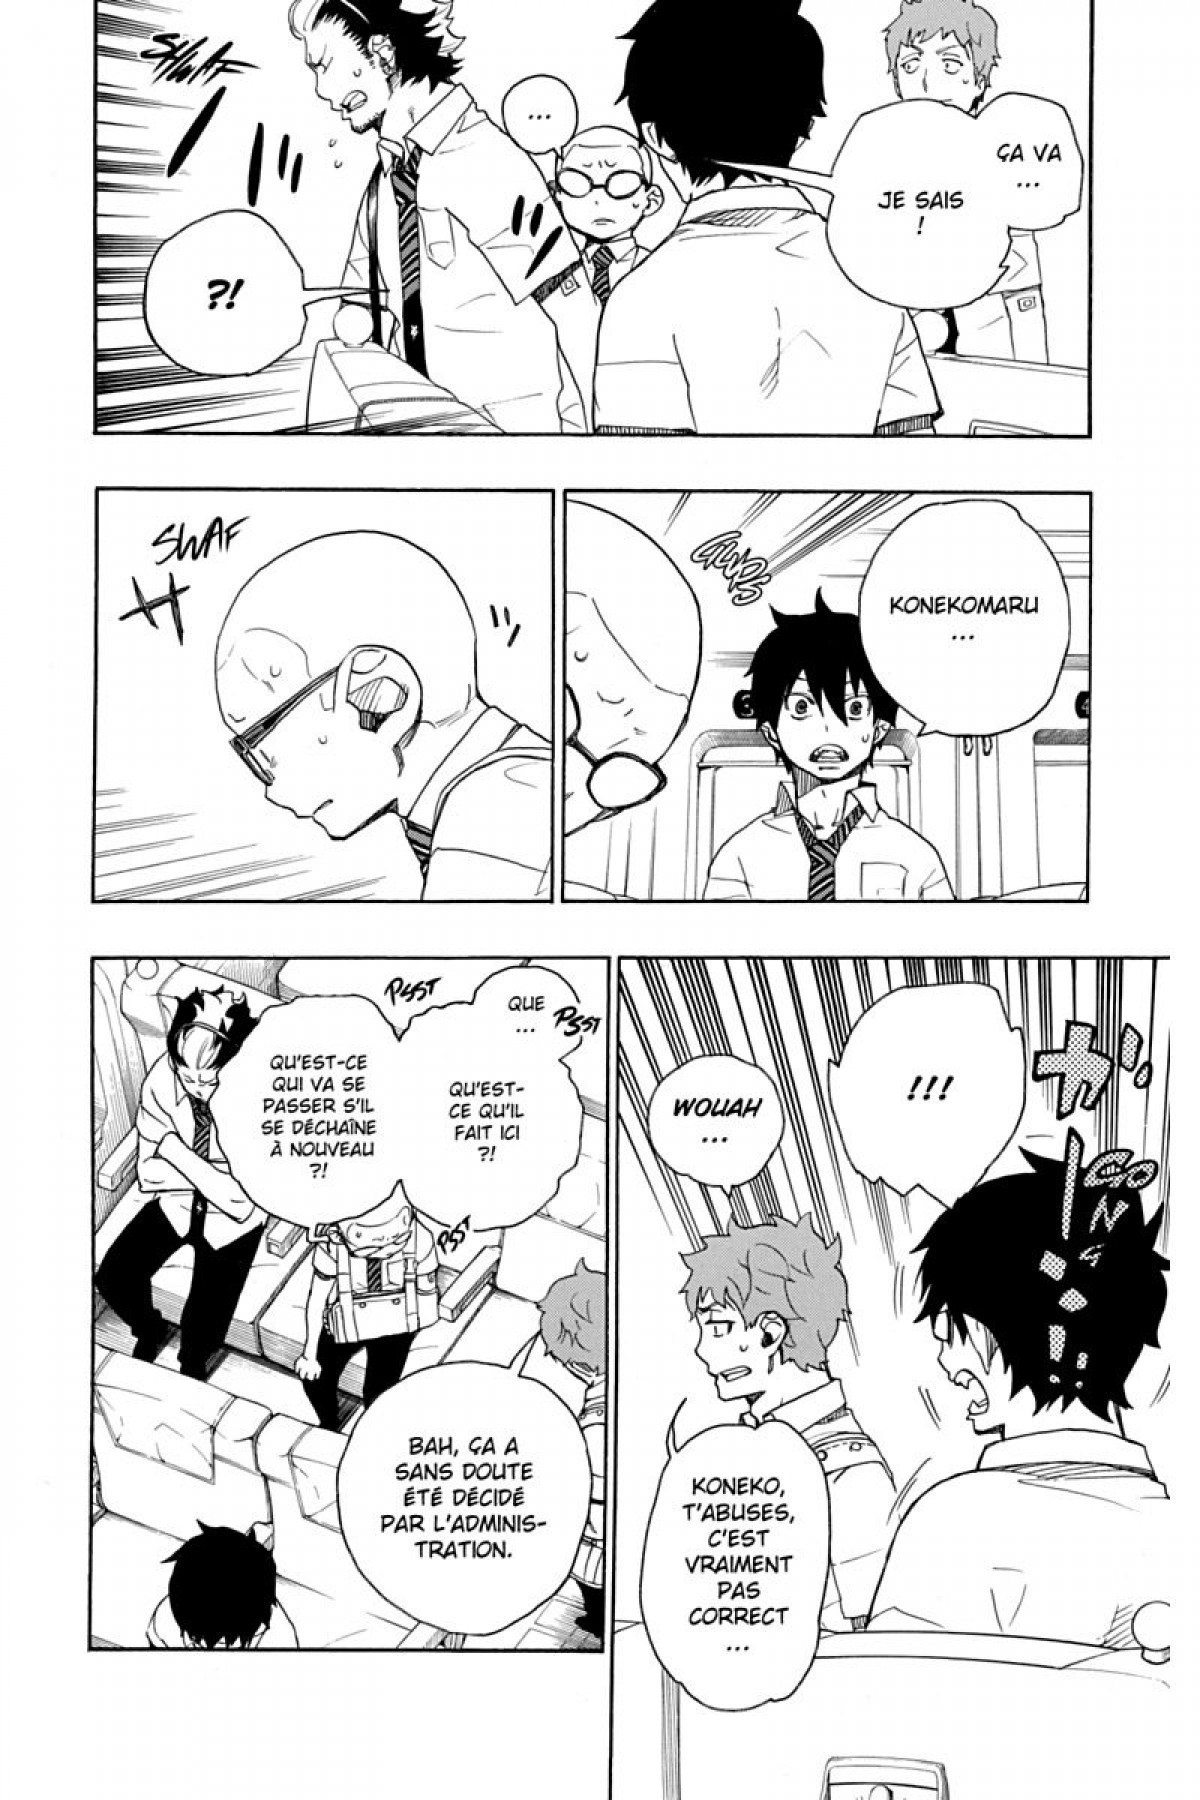 ÇA VA
...
JE SAIS
!
...
SHWAF
?!
KONEKOMARU
...
GLUPS
SWAF
!!!
WOUAH
...
KONEKO,
T'ABUSES,
C'EST
VRAIMENT
PAS
CORRECT
...
QUE
...
QU'EST-
CE QU'IL
FAIT ICI
?!
QU'EST-CE
QUI VA SE
PASSER S'IL
SE DÉCHAÎNE
À NOUVEAU
?!
PSST
PSST
PSST
BAH, ÇA A
SANS DOUTE
ÉTÉ DÉCIDÉ
PAR L'ADMINIS-
TRATION.